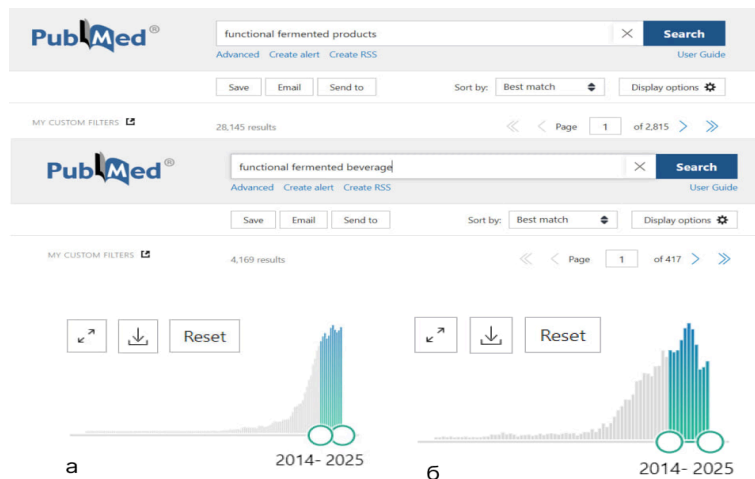 PubMed®
functional fermented products
Search
Advanced Create alert Create RSS
User Guide
Save Email Send to
Sort by: Best match
Display options
MY CUSTOM FILTERS
28,145 results
Page 1 of 2,815
PubMed®
functional fermented beverage
Search
Advanced Create alert Create RSS
User Guide
Save Email Send to
Sort by: Best match
Display options
MY CUSTOM FILTERS
4,169 results
Page 1 of 417
Reset
2014- 2025
а
Reset
2014- 2025
б